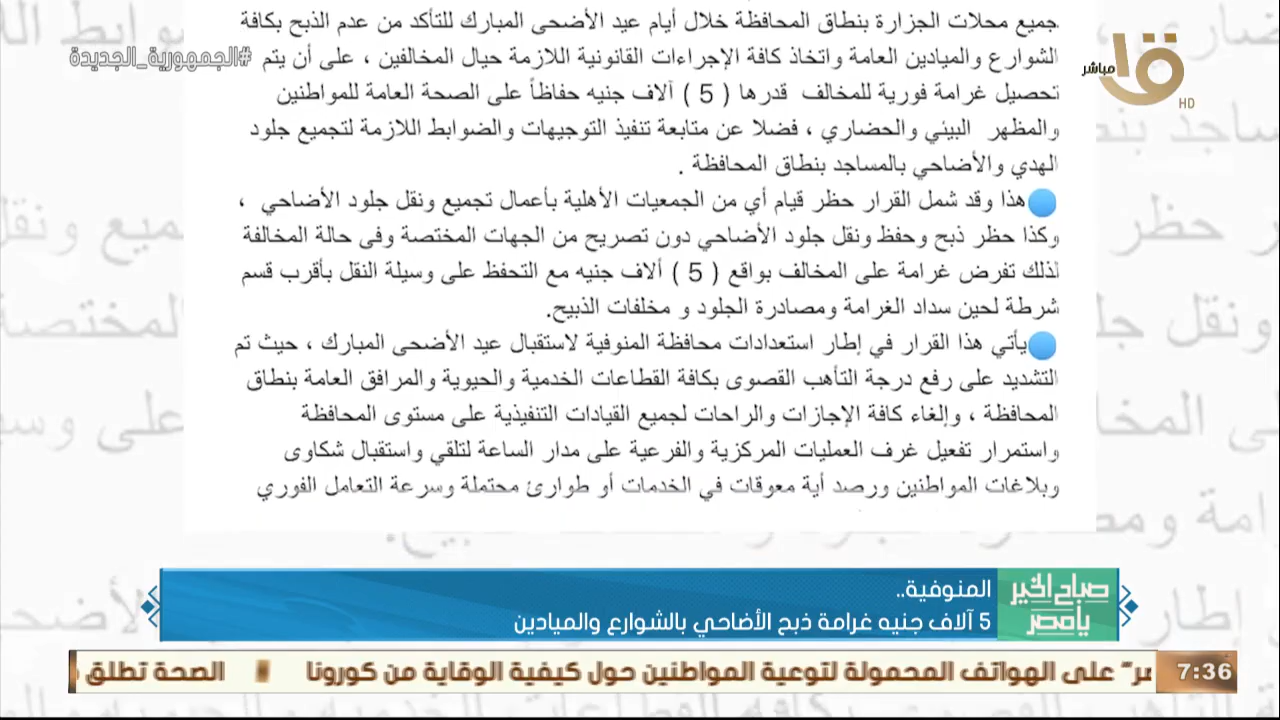 جميع محلات الجزارة بنطاق المحافظة خلال أيام عيد الأضحى المبارك للتأكد من عدم الذبح بكافة
الشوارع والميادين العامة واتخاذ كافة الإجراءات القانونية اللازمة حيال المخالفين ، على أن يتم
تحصيل غرامة فورية للمخالف قدرها ( 5 ) آلاف جنيه حفاظاً على الصحة العامة للمواطنين
والمظهر البيئي والحضاري ، فضلا عن متابعة تنفيذ التوجيهات والضوابط اللازمة لتجميع جلود
الهدي والأضاحي بالمساجد بنطاق المحافظة .
هذا وقد شمل القرار حظر قيام أي من الجمعيات الأهلية بأعمال تجميع ونقل جلود الأضاحي ،
وكذا حظر ذبح وحفظ ونقل جلود الأضاحي دون تصريح من الجهات المختصة وفى حالة المخالفة
لذلك تفرض غرامة على المخالف بواقع ( 5 ) ألاف جنيه مع التحفظ على وسيلة النقل بأقرب قسم
شرطة لحين سداد الغرامة ومصادرة الجلود و مخلفات الذبيح.
يأتي هذا القرار في إطار استعدادات محافظة المنوفية لاستقبال عيد الأضحى المبارك ، حيث تم
التشديد على رفع درجة التأهب القصوى بكافة القطاعات الخدمية والحيوية والمرافق العامة بنطاق
المحافظة ، وإلغاء كافة الإجازات والراحات لجميع القيادات التنفيذية على مستوى المحافظة
واستمرار تفعيل غرف العمليات المركزية والفرعية على مدار الساعة لتلقي واستقبال شكاوى
وبلاغات المواطنين ورصد أية معوقات في الخدمات أو طوارئ محتملة وسرعة التعامل الفوري
#الجمهورية_الجديدة
مباشر
HD
صباح الخير
يا مصر
المنوفية..
5 آلاف جنيه غرامة ذبح الأضاحي بالشوارع والميادين
7:36
مر" على الهواتف المحمولة لتوعية المواطنين حول كيفية الوقاية من كورونا
الصحة تطلق